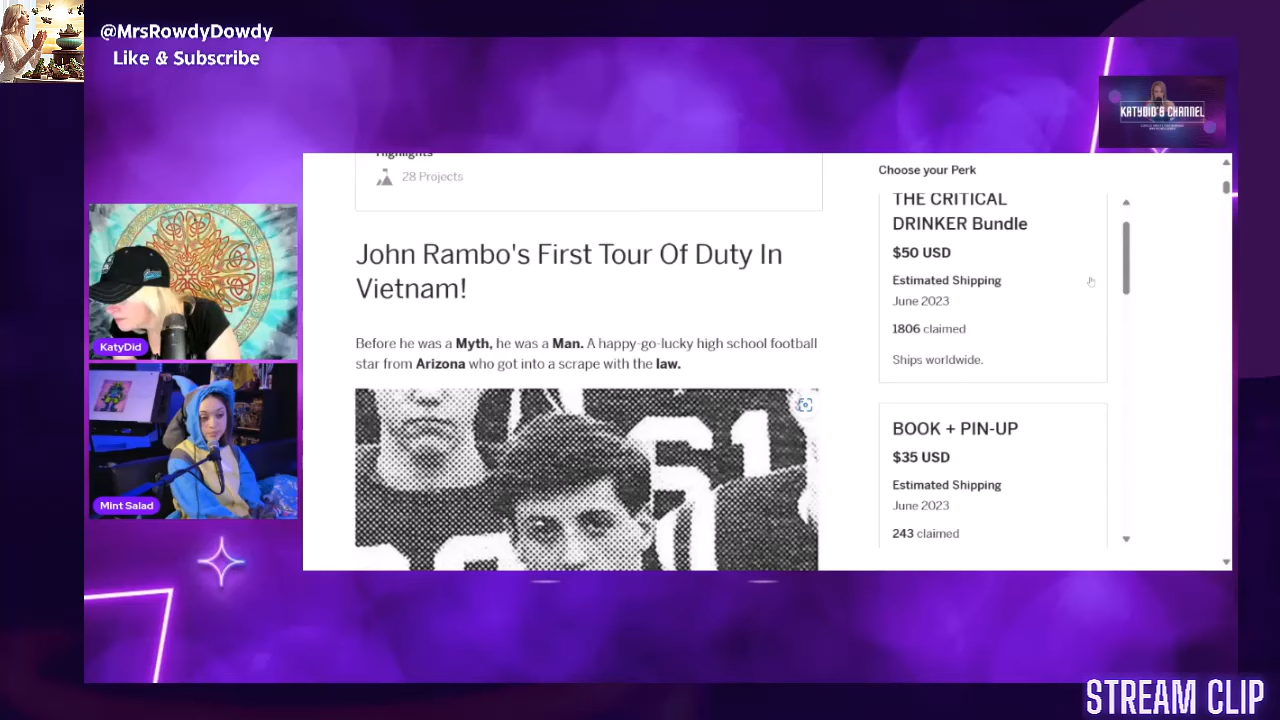 @MrsRowdyDowdy
Like & Subscribe
KATYDID'S CHANNEL
Highlights
28 Projects
John Rambo's First Tour Of Duty In
Vietnam!
Before he was a Myth, he was a Man. A happy-go-lucky high school football
star from Arizona who got into a scrape with the law.
61
Choose your Perk
THE CRITICAL
DRINKER Bundle
$50 USD
Estimated Shipping
June 2023
1806 claimed
Ships worldwide.
BOOK + PIN-UP
$35 USD
Estimated Shipping
June 2023
243 claimed
KatyDid
Mint Salad
STREAM CLIP